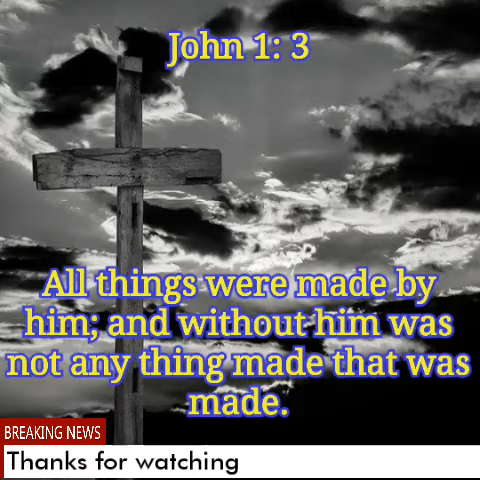 John 1: 3
All things were made by
him; and without him was
not any thing made that was
made.
BREAKING NEWS
Thanks for watching